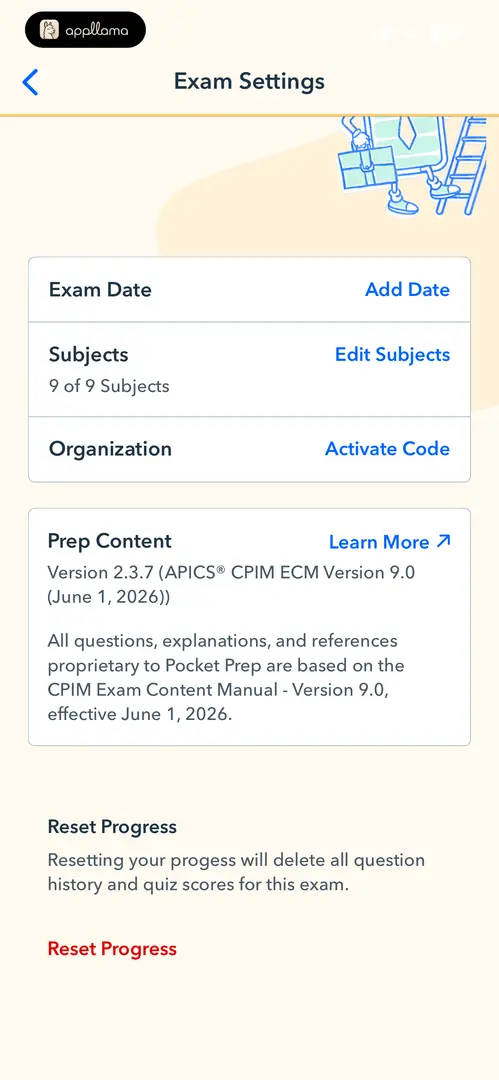 appllama
Exam Settings
Exam Date
Add Date
Subjects
Edit Subjects
9 of 9 Subjects
Organization
Activate Code
Prep Content
Learn More
Version 2.3.7 (APICS® CPIM ECM Version 9.0
(June 1, 2026))
All questions, explanations, and references
proprietary to Pocket Prep are based on the
CPIM Exam Content Manual - Version 9.0,
effective June 1, 2026.
Reset Progress
Resetting your progess will delete all question
history and quiz scores for this exam.
Reset Progress